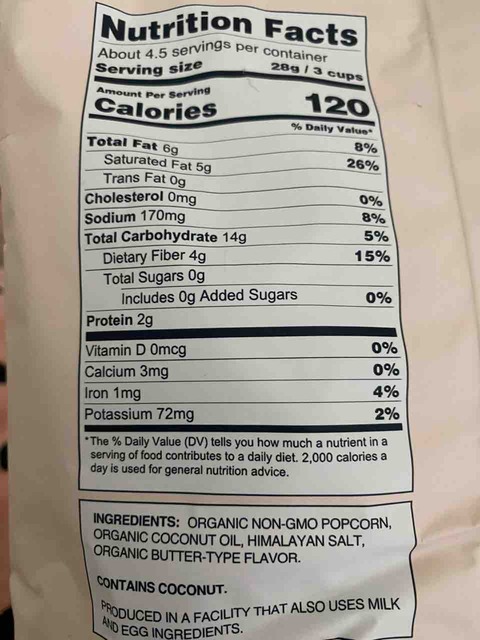 Nutrition Facts
About 4.5 servings per container
Serving size 28g / 3 cups
Amount Per Serving
Calories 120
% Daily Value*
Total Fat 6g 8%
Saturated Fat 5g 26%
Trans Fat 0g
Cholesterol 0mg 0%
Sodium 170mg 8%
Total Carbohydrate 14g 5%
Dietary Fiber 4g 15%
Total Sugars 0g
Includes 0g Added Sugars 0%
Protein 2g
Vitamin D 0mcg 0%
Calcium 3mg 0%
Iron 1mg 4%
Potassium 72mg 2%
*The % Daily Value (DV) tells you how much a nutrient in a
serving of food contributes to a daily diet. 2,000 calories a
day is used for general nutrition advice.
INGREDIENTS: ORGANIC NON-GMO POPCORN,
ORGANIC COCONUT OIL, HIMALAYAN SALT,
ORGANIC BUTTER-TYPE FLAVOR.
CONTAINS COCONUT.
PRODUCED IN A FACILITY THAT ALSO USES MILK
AND EGG INGREDIENTS.